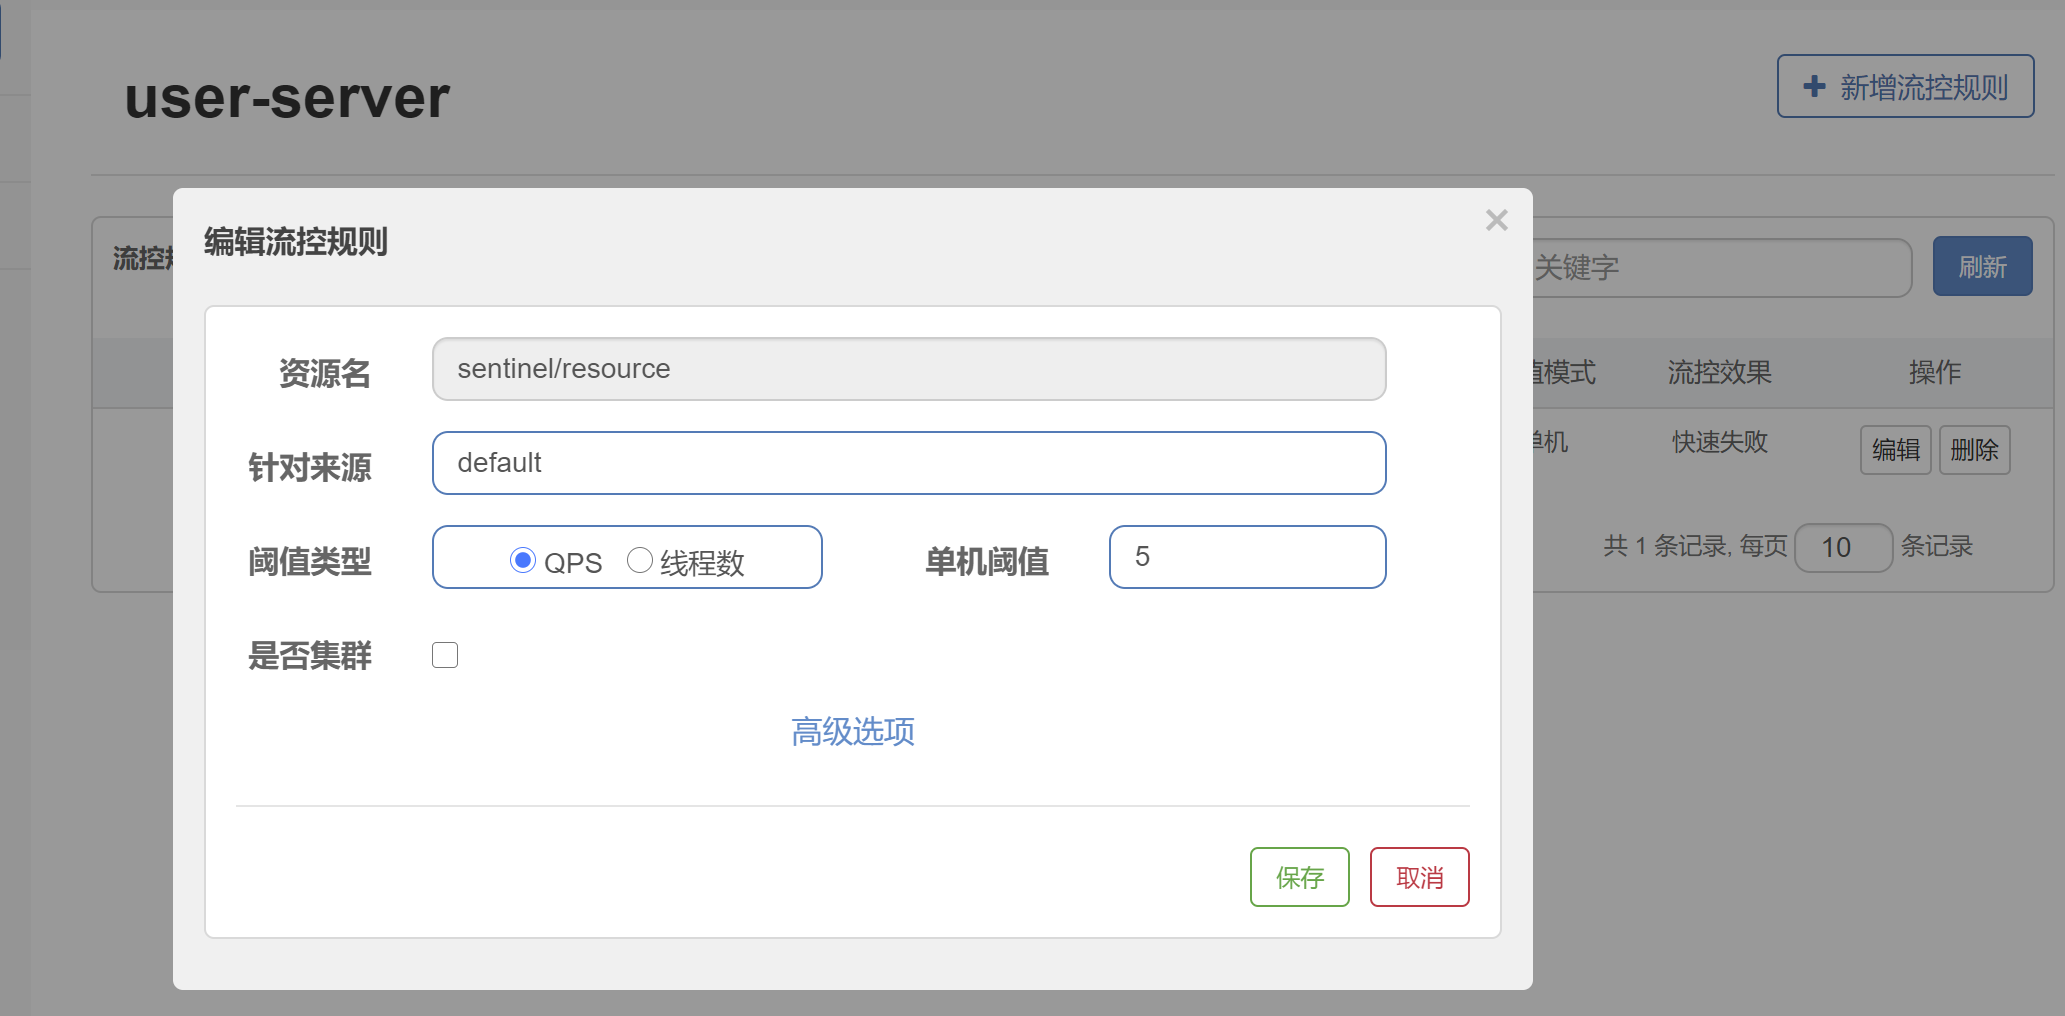 user-server
新增流控规则
编辑流控规则
流控
关键字
刷新
资源名
sentinel/resource
模式
流控效果
操作
针对来源
default
单机
快速失败
编辑
删除
阈值类型
QPS
线程数
单机阈值
5
共 1 条记录, 每页
10
条记录
是否集群
高级选项
保存
取消